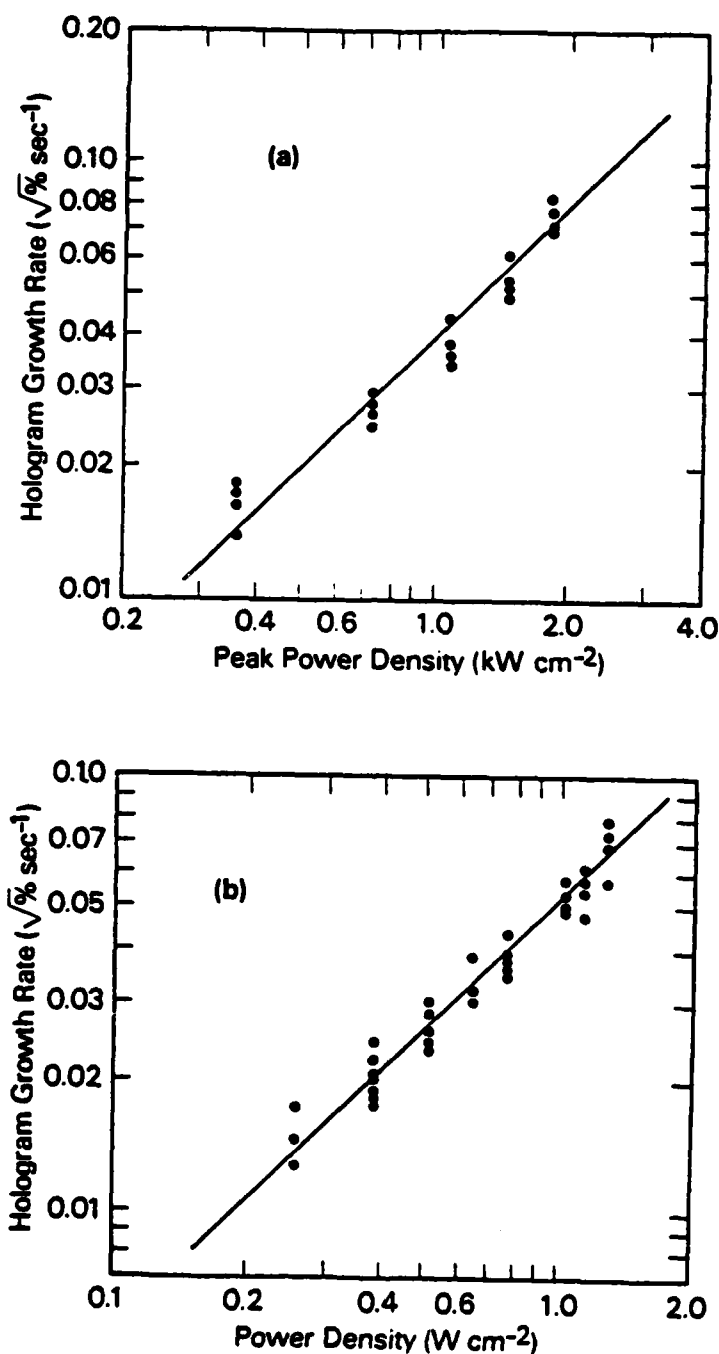 0.20
0.10
0.08
0.06
0.04
0.03
0.02
0.01
Hologram Growth Rate (√% sec⁻¹)
(a)
0.2 0.4 0.6 1.0 2.0 4.0
Peak Power Density (kW cm⁻²)
0.10
0.07
0.05
0.03
0.02
0.01
Hologram Growth Rate (√% sec⁻¹)
(b)
0.1 0.2 0.4 0.6 1.0 2.0
Power Density (W cm⁻²)